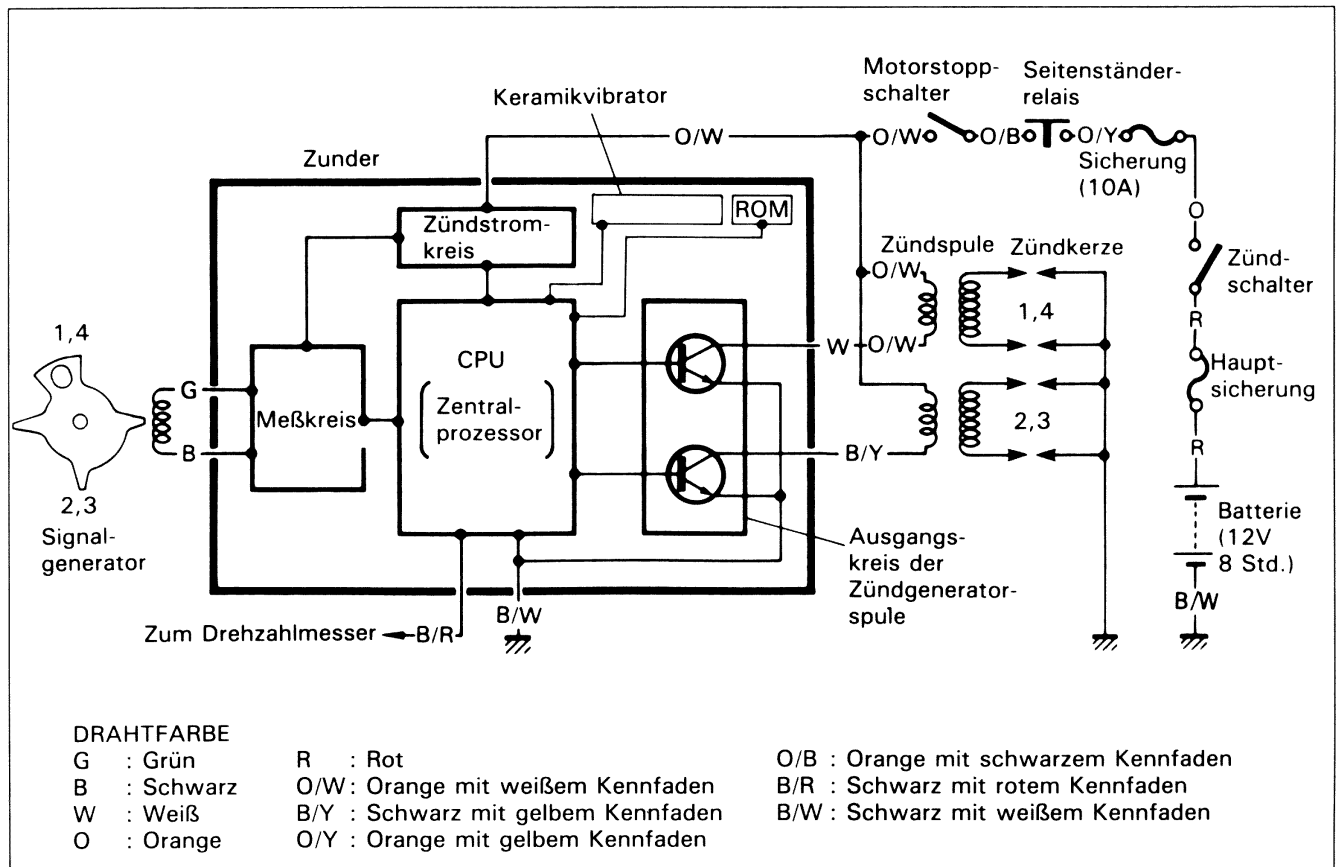 Motorstopp-
schalter
Seitenständer-
relais
Keramikvibrator
O/W
O/W
O/B
O/Y
Sicherung
(10A)
Zunder
ROM
Zündstrom-
kreis
O
Zündspule
Zündkerze
Zünd-
schalter
O/W
1,4
1,4
CPU
W
O/W
R
G
Meßkreis
Zentral-
prozessor
Haupt-
sicherung
2,3
B
B/Y
R
2,3
Signal-
generator
Batterie
(12V
8 Std.)
Ausgangs-
kreis der
Zündgenerator-
spule
B/W
B/W
Zum Drehzahlmesser
B/R
DRAHTFARBE
G : Grün
B : Schwarz
W : Weiß
O : Orange
R : Rot
O/W : Orange mit weißem Kennfaden
B/Y : Schwarz mit gelbem Kennfaden
O/Y : Orange mit gelbem Kennfaden
O/B : Orange mit schwarzem Kennfaden
B/R : Schwarz mit rotem Kennfaden
B/W : Schwarz mit weißem Kennfaden